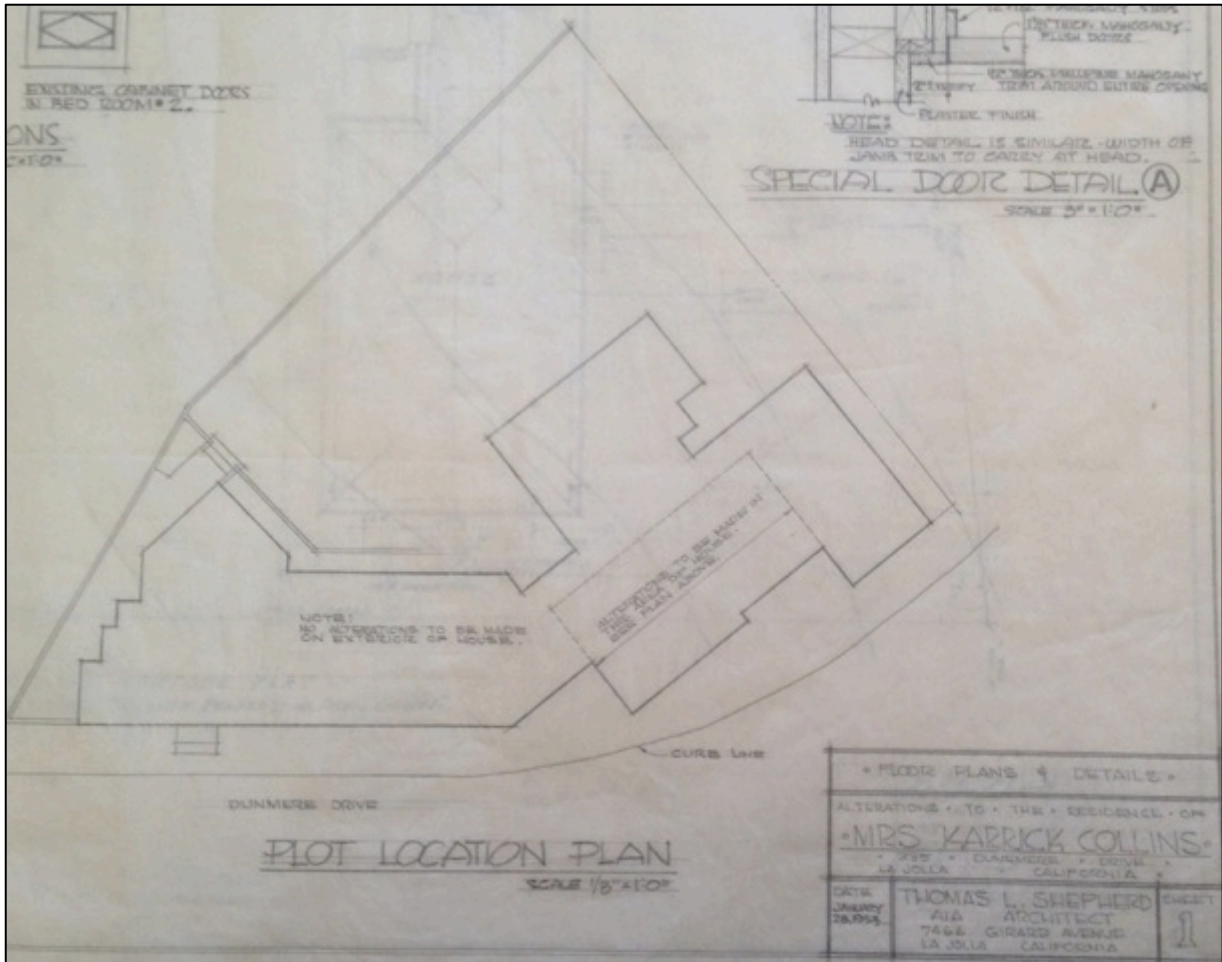 EXISTING CABINET DOORS
IN BED ROOM #2.
ONS
MAHOGANY
FLUSH DOORS
MAHOGANY
TRIM AROUND ENTIRE OPENING
PLASTER FINISH
NOTE:
HEAD DETAIL IS SIMILAR - WIDTH OF
JAMB TRIM TO CARRY AT HEAD.
SPECIAL DOOR DETAIL A
SCALE 3" = 1'-0"
ALTERATIONS TO BE MADE IN
THIS AREA OF HOUSE.
SEE PLAN ABOVE.
NOTE:
NO ALTERATIONS TO BE MADE
ON EXTERIOR OF HOUSE.
CURB LINE
DUNMERE DRIVE
PLOT LOCATION PLAN
SCALE 1/8" = 1'-0"
• FLOOR PLANS & DETAILS •
ALTERATIONS • TO • THE • RESIDENCE • OF
• MRS KARRICK COLLINS •
• DUNEMERE • DRIVE •
LA JOLLA • CALIFORNIA •
DATE
JANUARY
THOMAS L. SHEPHERD
AIA ARCHITECT
7466 GIRARD AVENUE
LA JOLLA CALIFORNIA
SHEET
1